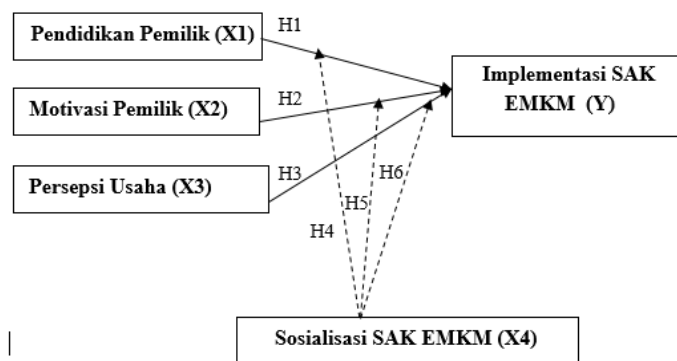 Pendidikan Pemilik (X1)
H1
Implementasi SAK
EMKM (Y)
Motivasi Pemilik (X2)
H2
Persepsi Usaha (X3)
H3
H6
H5
H4
Sosialisasi SAK EMKM (X4)